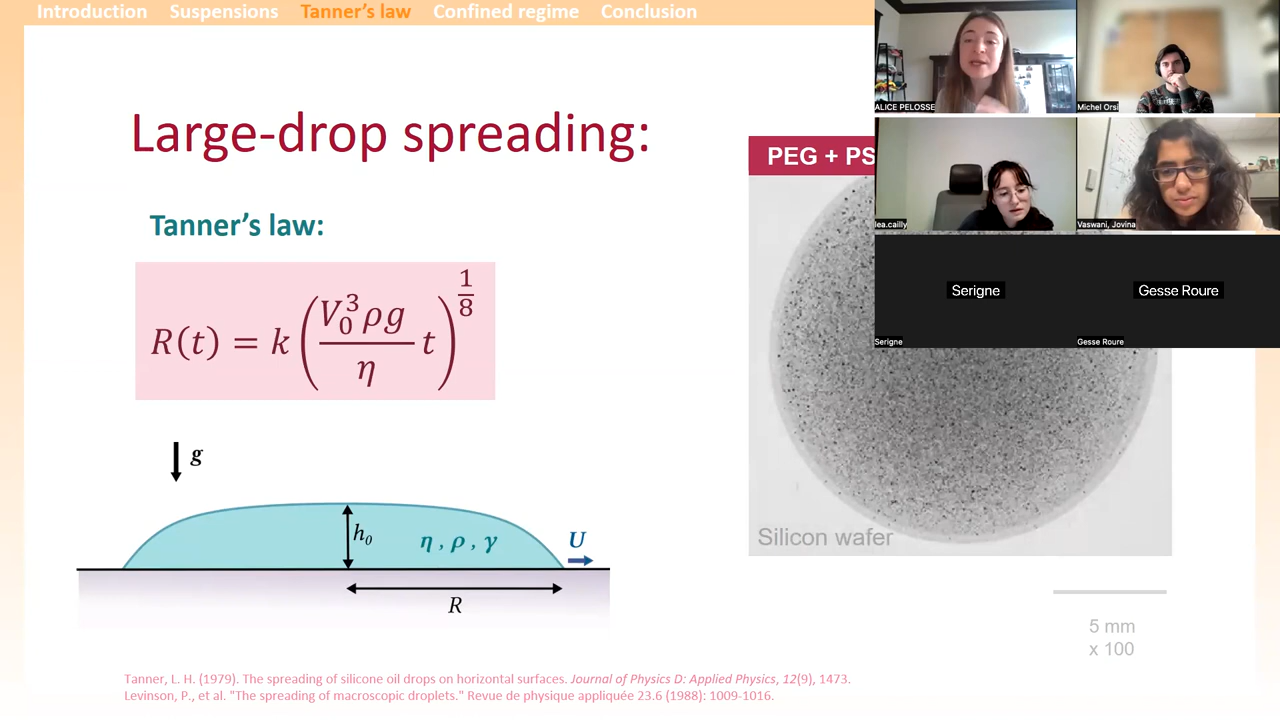 Introduction Suspensions Tanner's law Confined regime Conclusion
Large-drop spreading:
Tanner's law:
R(t) = k (V₀³ρg / η t)^(1/8)
g
h₀
η , ρ , γ
U
R
PEG + PS
Silicon wafer
5 mm
x 100
Tanner, L. H. (1979). The spreading of silicone oil drops on horizontal surfaces. Journal of Physics D: Applied Physics, 12(9), 1473.
Levinson, P., et al. "The spreading of macroscopic droplets." Revue de physique appliquée 23.6 (1988): 1009-1016.
ALICE PELOSSE
Michel Orsi
lea.cailly
Vaswani, Jovina
Serigne
Gesse Roure
Serigne
Gesse Roure